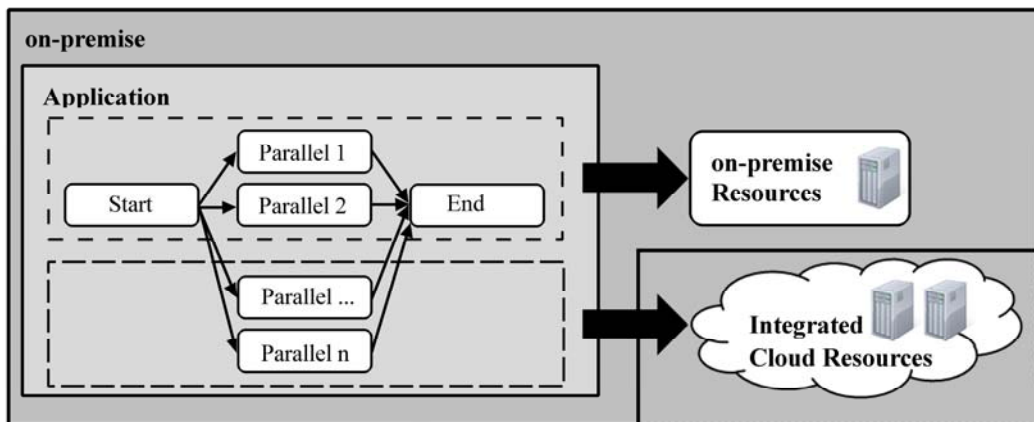 on-premise
Application
Parallel 1
Start
Parallel 2
End
Parallel ...
Parallel n
on-premise
Resources
Integrated
Cloud Resources